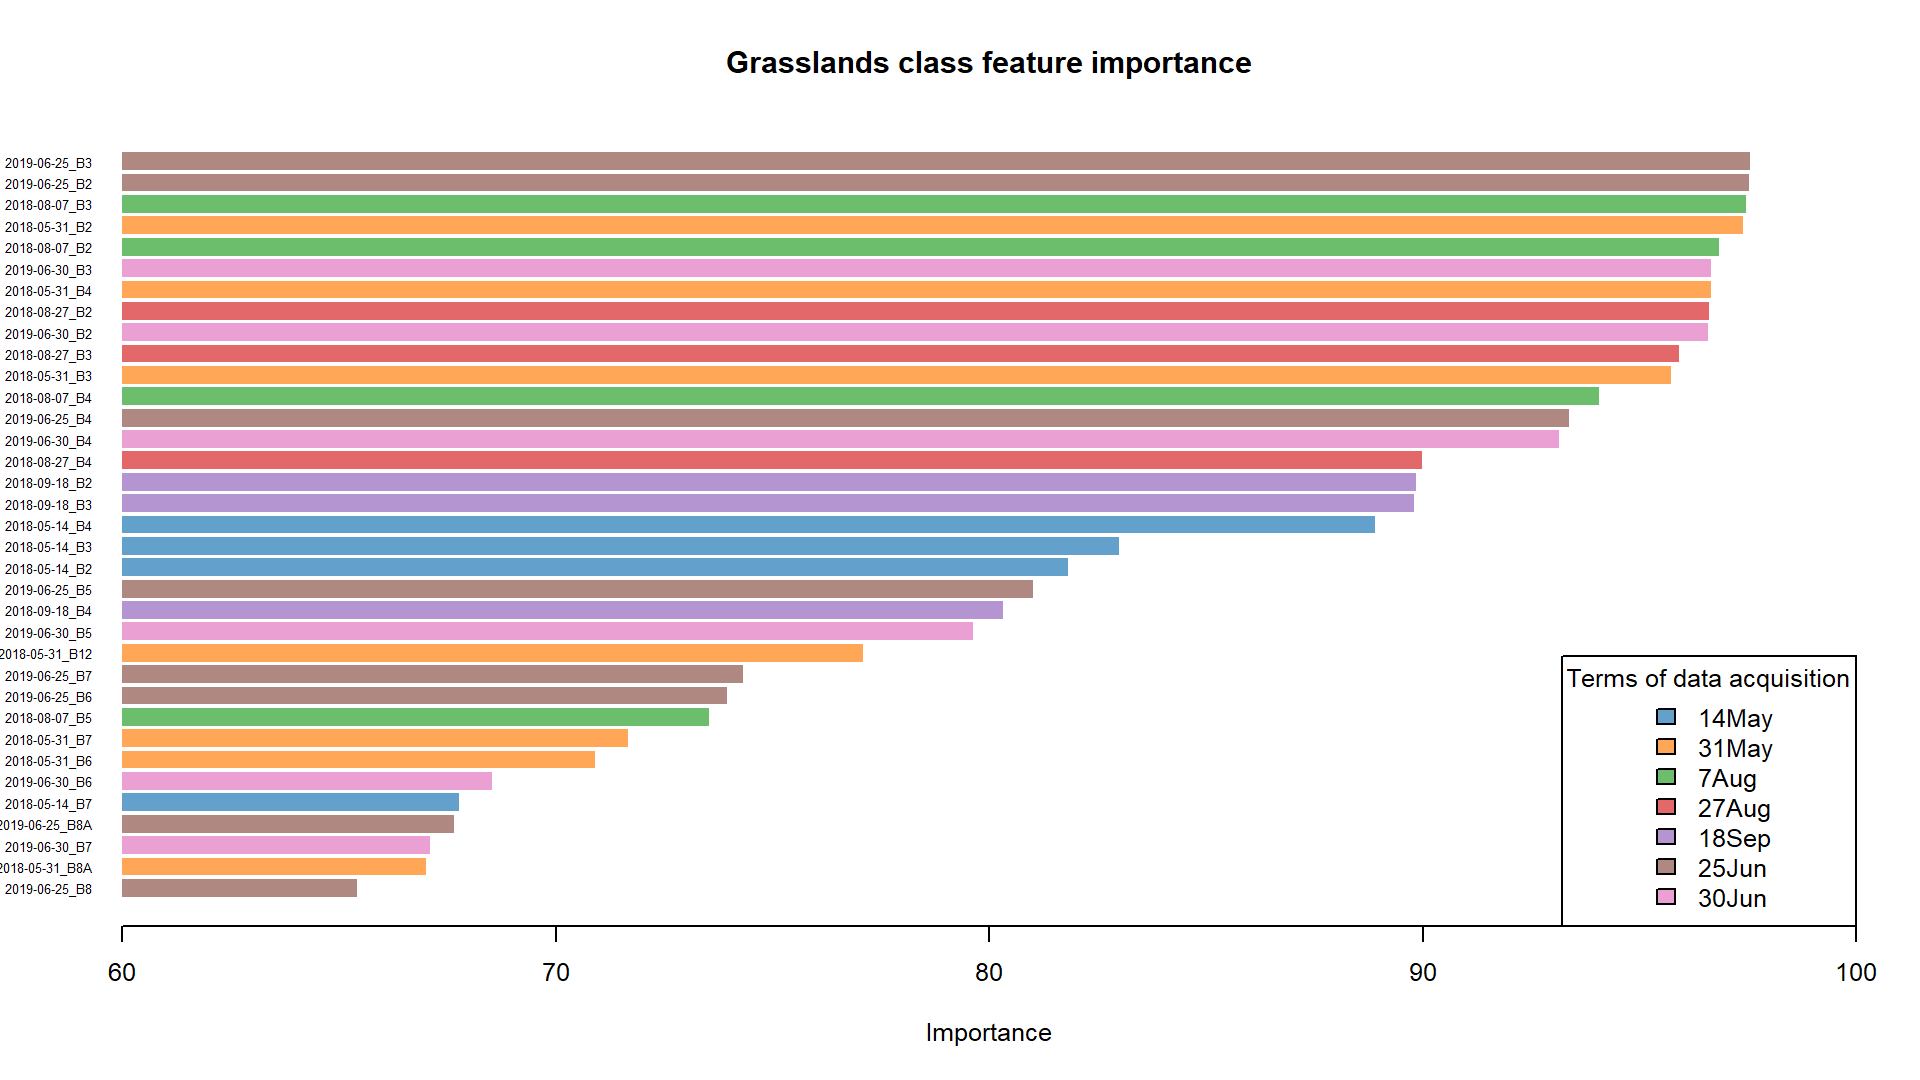 Grasslands class feature importance
2019-06-25_B3
2019-06-25_B2
2018-08-07_B3
2018-05-31_B2
2018-08-07_B2
2019-06-30_B3
2018-05-31_B4
2018-08-27_B2
2019-06-30_B2
2018-08-27_B3
2018-05-31_B3
2018-08-07_B4
2019-06-25_B4
2019-06-30_B4
2018-08-27_B4
2018-09-18_B2
2018-09-18_B3
2018-05-14_B4
2018-05-14_B3
2018-05-14_B2
2019-06-25_B5
2018-09-18_B4
2019-06-30_B5
2018-05-31_B12
2019-06-25_B7
2019-06-25_B6
2018-08-07_B5
2018-05-31_B7
2018-05-31_B6
2019-06-30_B6
2018-05-14_B7
2019-06-25_B8A
2019-06-30_B7
2018-05-31_B8A
2019-06-25_B8
Terms of data acquisition
14May
31May
7Aug
27Aug
18Sep
25Jun
30Jun
60 70 80 90 100
Importance